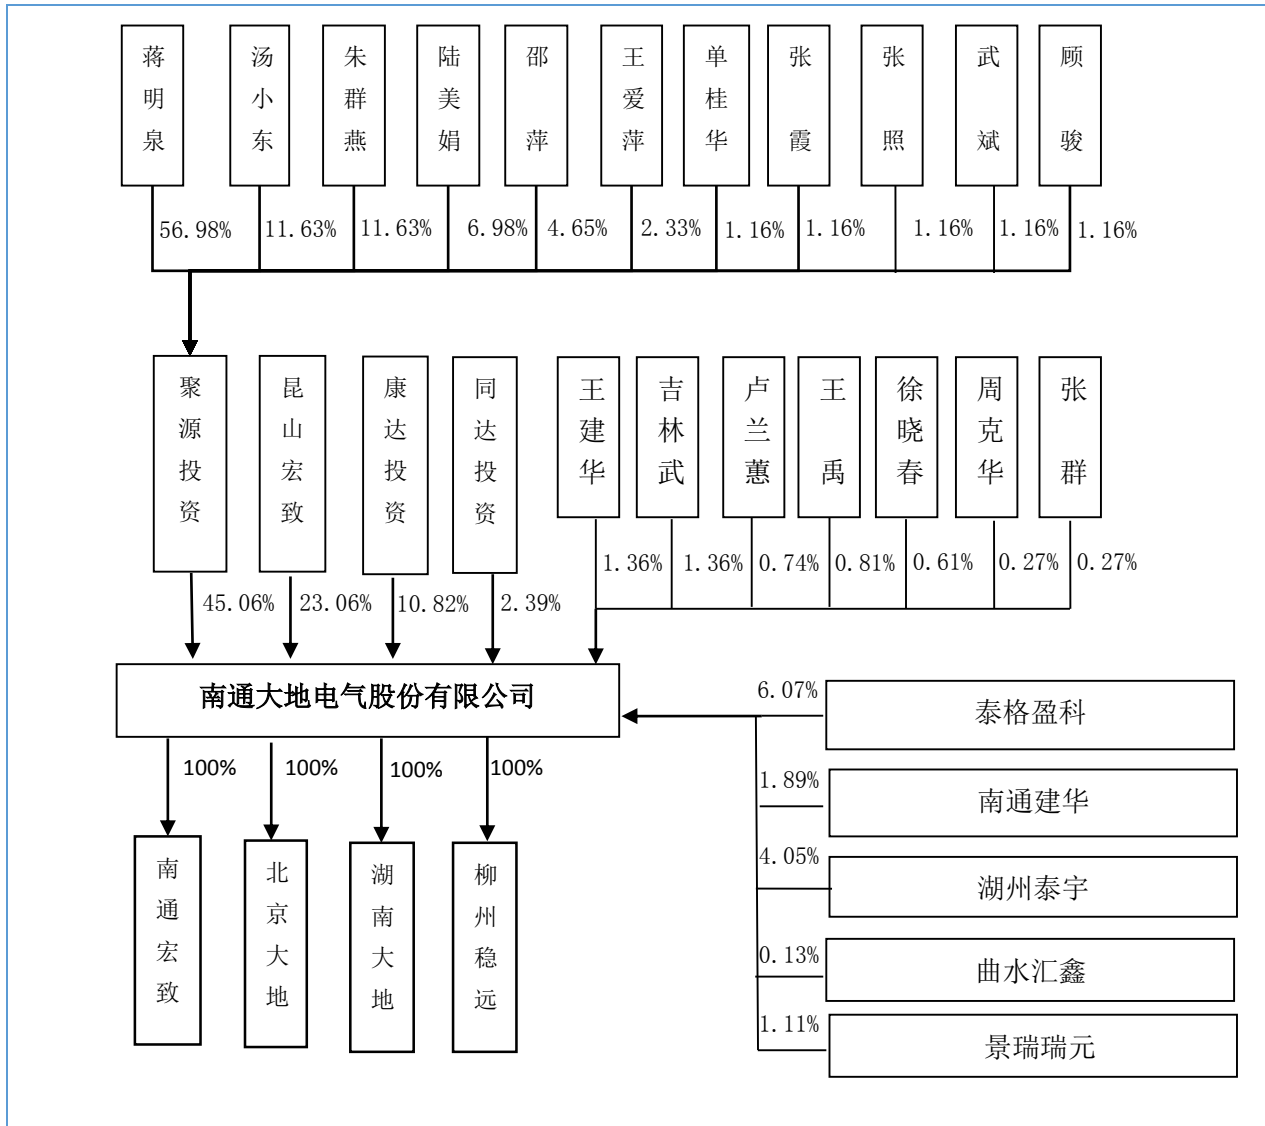 蒋明泉
汤小东
朱群燕
陆美娟
邵萍
王爱萍
单桂华
张霞
张照
武斌
顾骏
56.98%
11.63%
11.63%
6.98%
4.65%
2.33%
1.16%
1.16%
1.16%
1.16%
1.16%
聚源投资
昆山宏致
康达投资
同达投资
王建华
吉林武
卢兰蕙
王禹
徐晓春
周克华
张群
1.36%
1.36%
0.74%
0.81%
0.61%
0.27%
0.27%
45.06%
23.06%
10.82%
2.39%
南通大地电气股份有限公司
6.07%
泰格盈科
1.89%
南通建华
4.05%
湖州泰宇
0.13%
曲水汇鑫
1.11%
景瑞瑞元
100%
100%
100%
100%
南通宏致
北京大地
湖南大地
柳州稳远